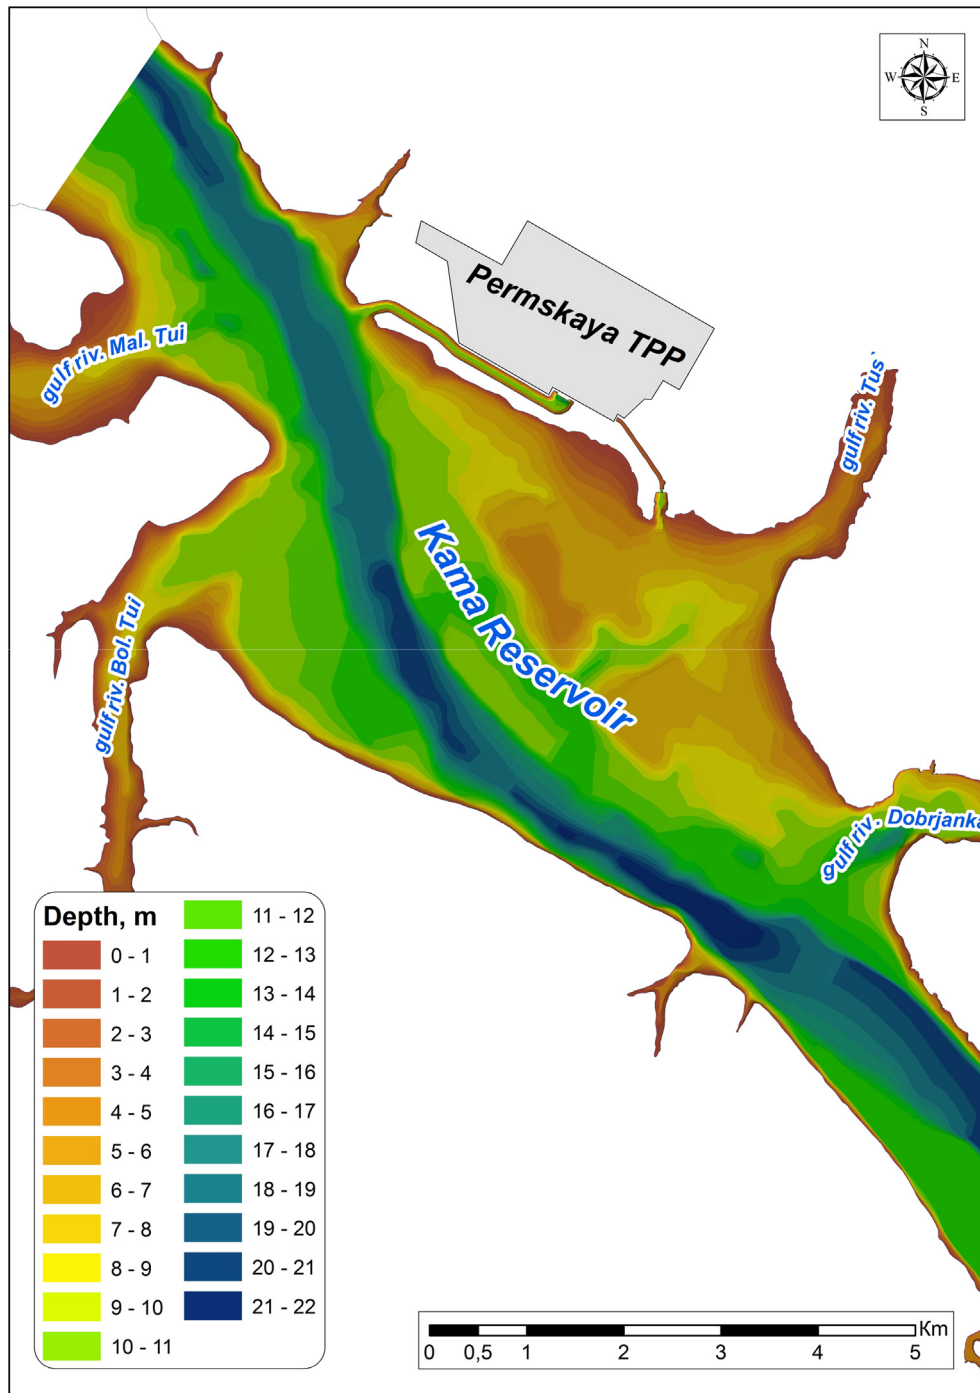 N
W E
S
Permskaya TPP
gulf riv. Mal. Tui
gulf riv. Tus`
Kama Reservoir
gulf riv. Bol. Tui
gulf riv. Dobrjanka
Depth, m
0 - 1
1 - 2
2 - 3
3 - 4
4 - 5
5 - 6
6 - 7
7 - 8
8 - 9
9 - 10
10 - 11
11 - 12
12 - 13
13 - 14
14 - 15
15 - 16
16 - 17
17 - 18
18 - 19
19 - 20
20 - 21
21 - 22
Km
0 0,5 1 2 3 4 5